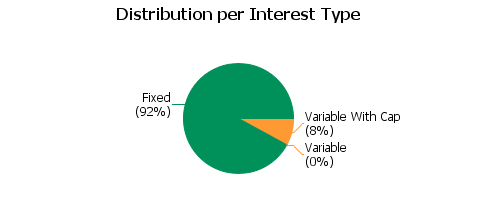 Distribution per Interest Type
Fixed
(92%)
Variable With Cap
(8%)
Variable
(0%)